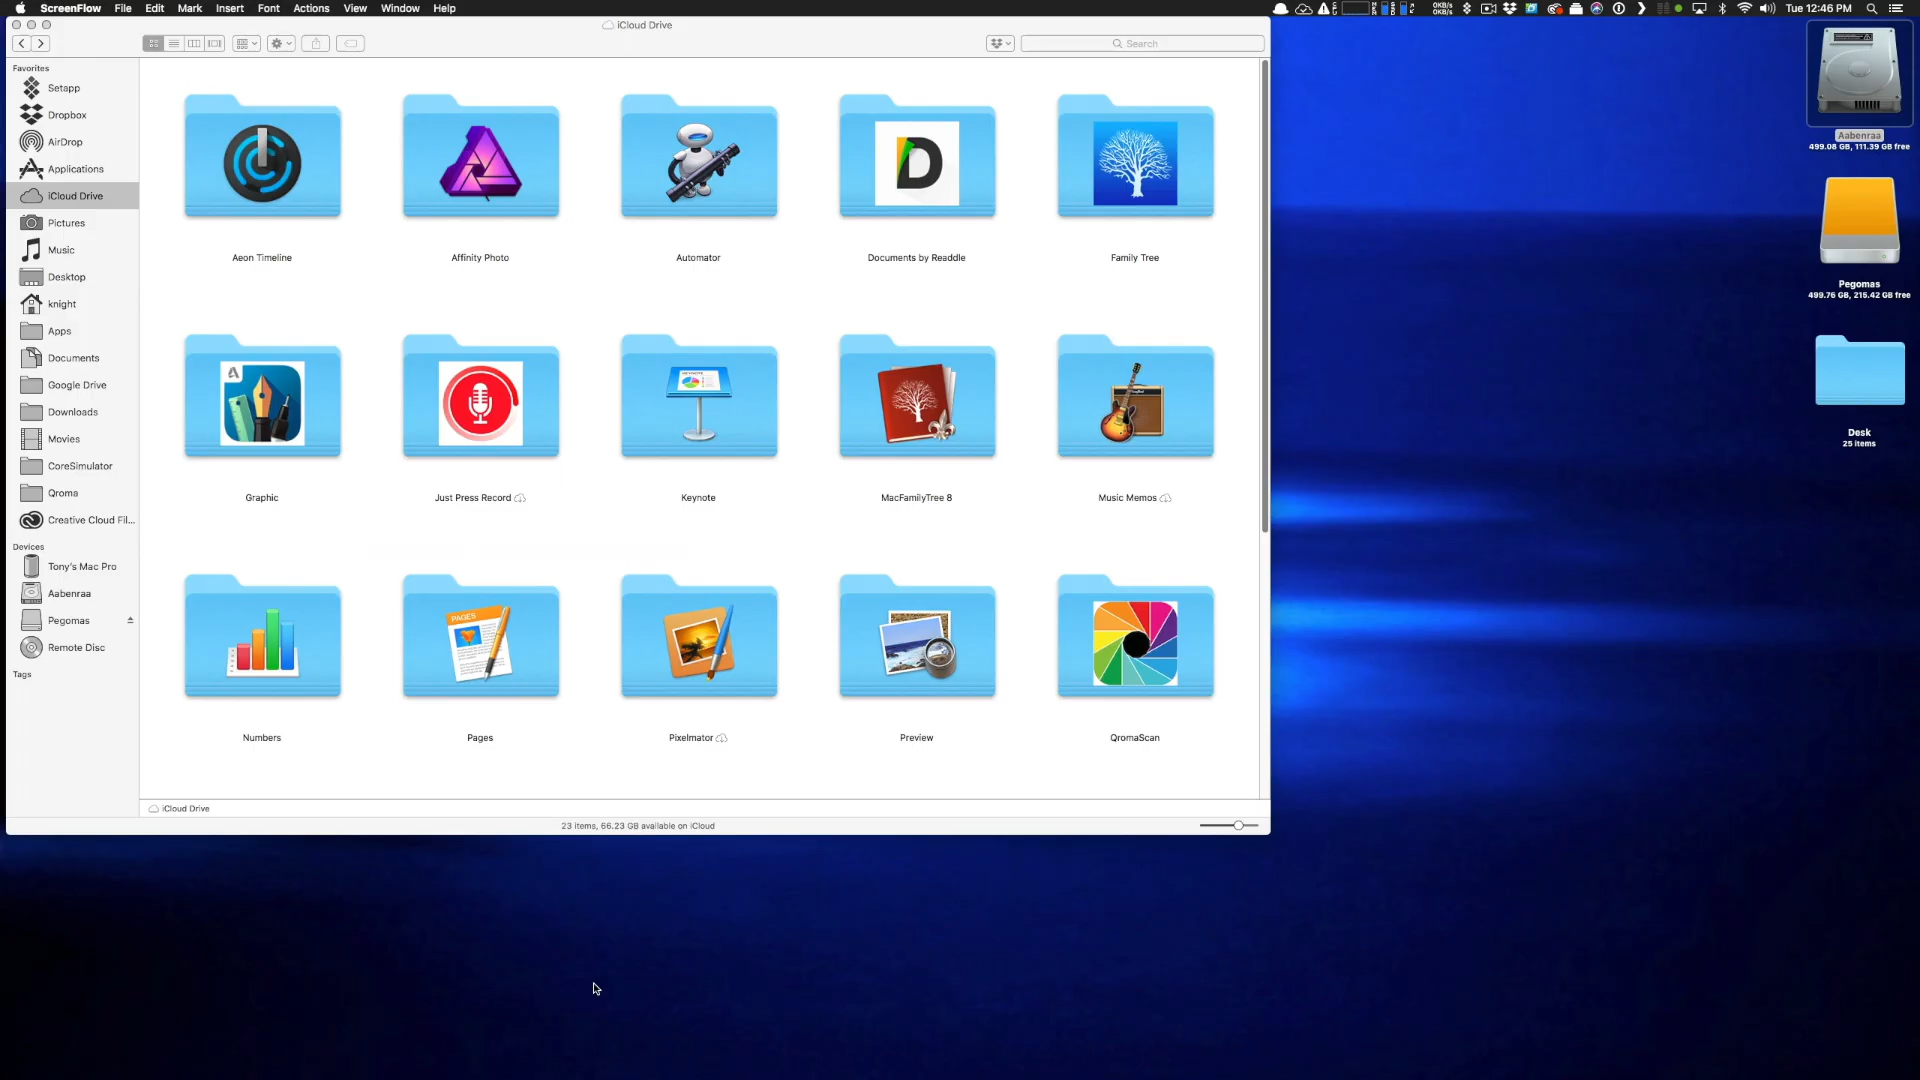 ScreenFlow File Edit Mark Insert Font Actions View Window Help
0KB/s
0KB/s
Tue 12:46 PM
iCloud Drive
Search
Favorites
Setapp
Dropbox
AirDrop
Applications
iCloud Drive
Pictures
Music
Desktop
knight
Apps
Documents
Google Drive
Downloads
Movies
CoreSimulator
Qroma
Creative Cloud Fil...
Devices
Tony's Mac Pro
Aabenraa
Pegomas
Remote Disc
Tags
Aeon Timeline
Affinity Photo
Automator
D
Documents by Readdle
Family Tree
Graphic
Just Press Record
KEYNOTE
Keynote
MacFamilyTree 8
Music Memos
Numbers
PAGES
Pages
Pixelmator
Preview
QromaScan
iCloud Drive
23 items, 66.23 GB available on iCloud
Aabenraa
499.08 GB, 111.39 GB free
Pegomas
499.76 GB, 215.42 GB free
Desk
25 items